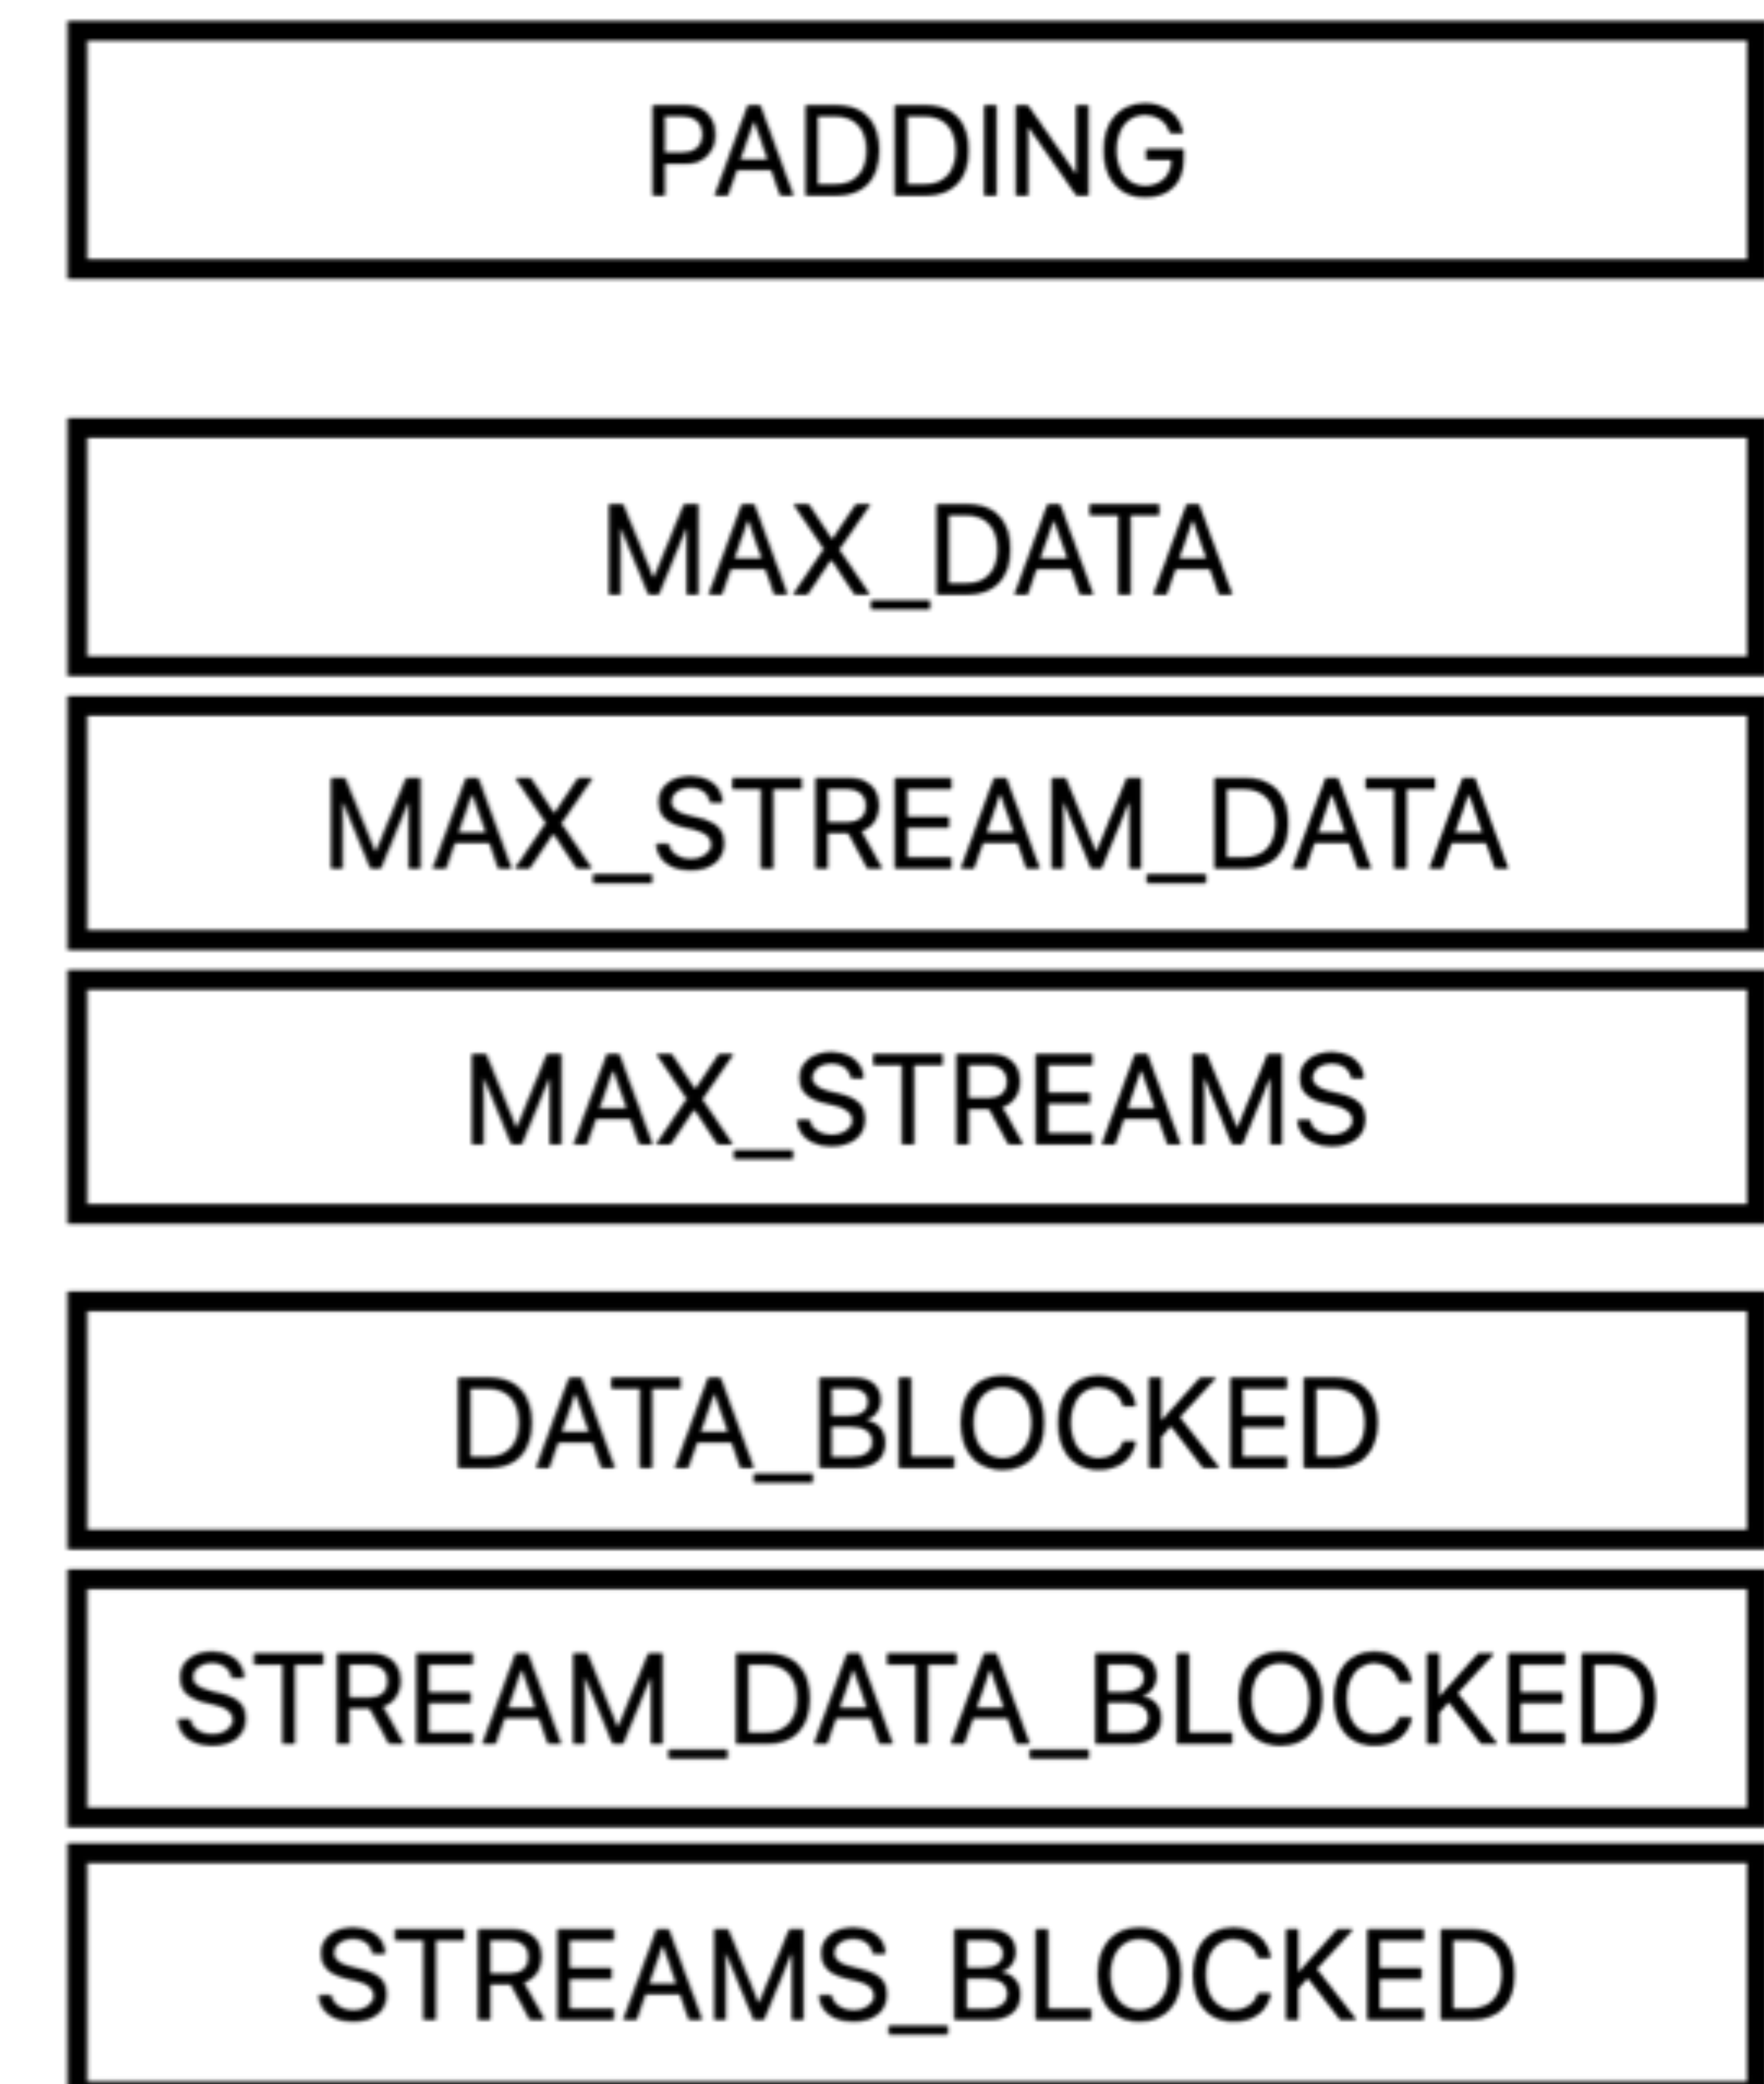 PADDING
MAX_DATA
MAX_STREAM_DATA
MAX_STREAMS
DATA_BLOCKED
STREAM_DATA_BLOCKED
STREAMS_BLOCKED